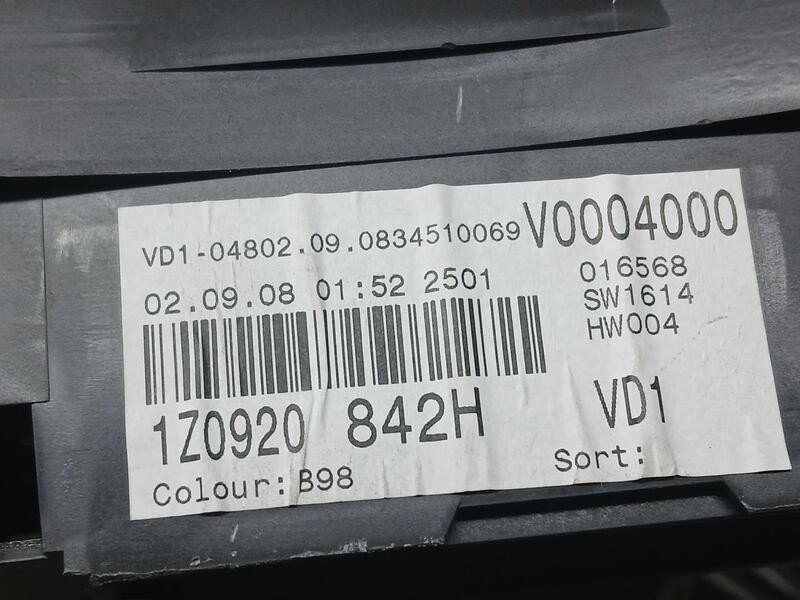 VD1-04802.09.0834510069 V0004000
02.09.08 01:52 2501
016568
SW1614
HW004
1Z0920 842H
VD1
Colour: B98
Sort: